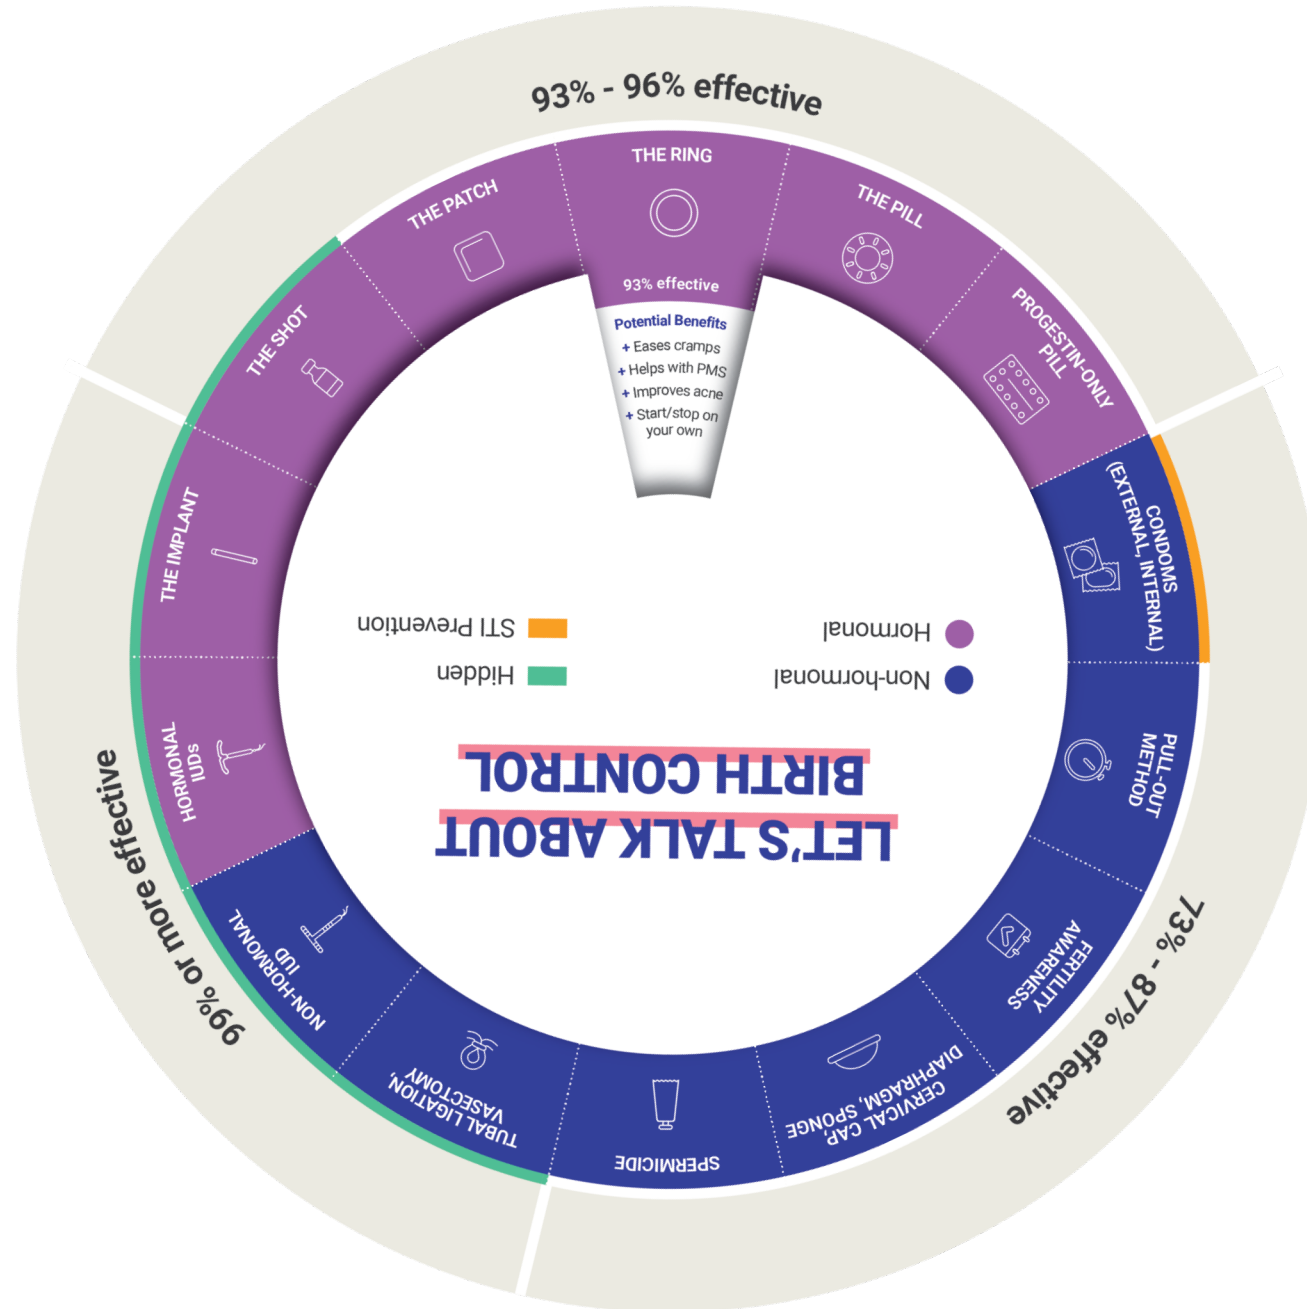 93% - 96% effective
THE RING
93% effective
Potential Benefits
+ Eases cramps
+ Helps with PMS
+ Improves acne
+ Start/stop on
your own
THE PILL
PROGESTIN-ONLY
PILL
CONDOMS
(EXTERNAL, INTERNAL)
PULL-OUT
METHOD
FERTILITY
AWARENESS
73% - 87% effective
CERVICAL CAP,
DIAPHRAGM, SPONGE
SPERMICIDE
TUBAL LIGATION,
VASECTOMY
NON-HORMONAL
IUD
99% or more effective
HORMONAL
IUDS
THE IMPLANT
THE SHOT
THE PATCH
LET'S TALK ABOUT
BIRTH CONTROL
Non-hormonal
Hormonal
Hidden
STI Prevention